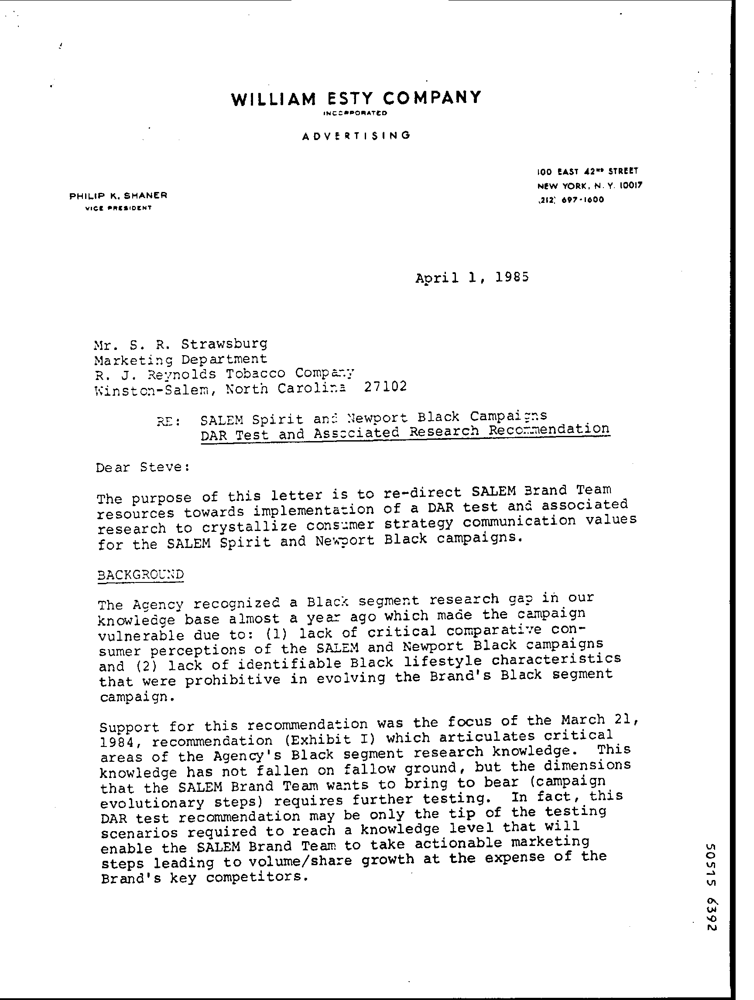 WILLIAM ESTY COMPANY
INCORPORATED
ADVERTISING
100 EAST 42ND STREET
NEW YORK, N. Y. 10017
(212) 697-1600
PHILIP K. SHANER
VICE PRESIDENT
April 1, 1985
Mr. S. R. Strawsburg
Marketing Department
R. J. Reynolds Tobacco Company
Winston-Salem, North Carolina 27102
RE: SALEM Spirit and Newport Black Campaigns
DAR Test and Associated Research Recommendation
Dear Steve:
The purpose of this letter is to re-direct SALEM Brand Team
resources towards implementation of a DAR test and associated
research to crystallize consumer strategy communication values
for the SALEM Spirit and Newport Black campaigns.
BACKGROUND
The Agency recognized a Black segment research gap in our
knowledge base almost a year ago which made the campaign
vulnerable due to: (1) lack of critical comparative con-
sumer perceptions of the SALEM and Newport Black campaigns
and (2) lack of identifiable Black lifestyle characteristics
that were prohibitive in evolving the Brand's Black segment
campaign.
Support for this recommendation was the focus of the March 21,
1984, recommendation (Exhibit I) which articulates critical
areas of the Agency's Black segment research knowledge. This
knowledge has not fallen on fallow ground, but the dimensions
that the SALEM Brand Team wants to bring to bear (campaign
evolutionary steps) requires further testing. In fact, this
DAR test recommendation may be only the tip of the testing
scenarios required to reach a knowledge level that will
enable the SALEM Brand Team to take actionable marketing
steps leading to volume/share growth at the expense of the
Brand's key competitors.
50515 6392